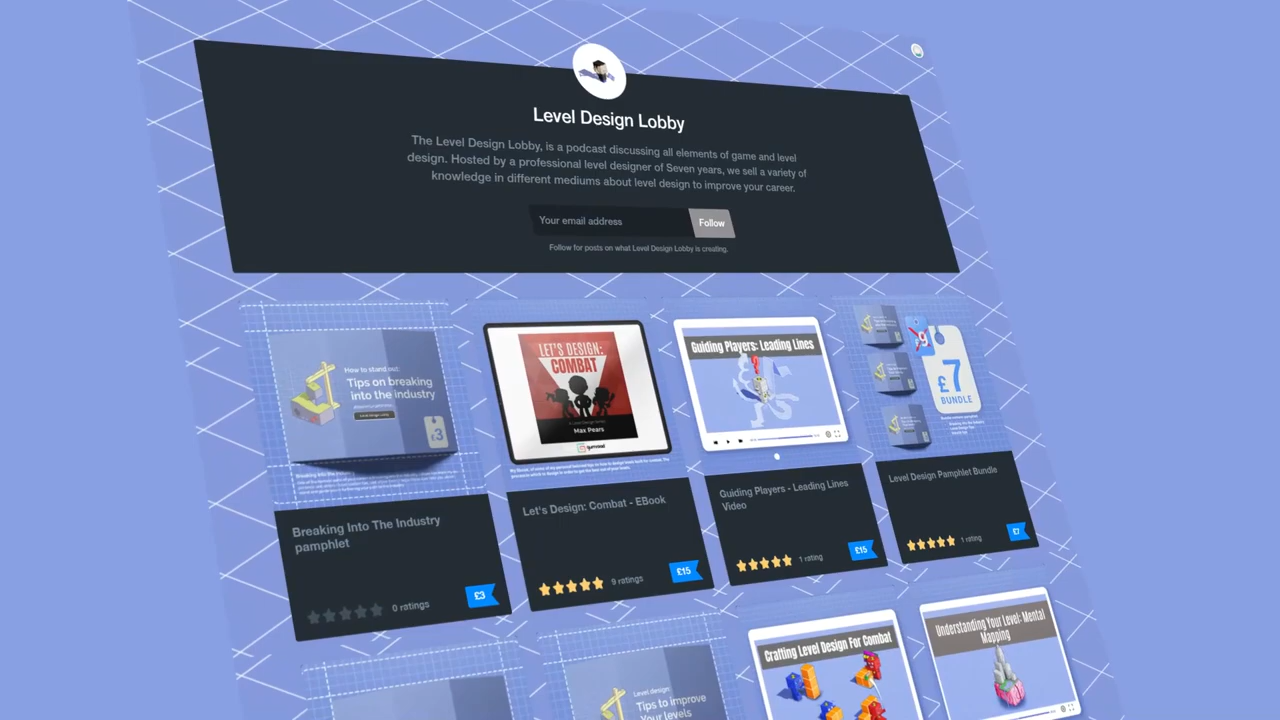 Level Design Lobby
The Level Design Lobby, is a podcast discussing all elements of game and level
design. Hosted by a professional level designer of Seven years, we sell a variety of
knowledge in different mediums about level design to improve your career.
Your email address
Follow
Follow for posts on what Level Design Lobby is creating.
How to stand out:
Tips on breaking
into the industry
£3
LET'S DESIGN:
COMBAT
Max Pears
gumroad
Guiding Players: Leading Lines
£7
BUNDLE
Breaking Into The Industry
pamphlet
0 ratings
£3
Let's Design: Combat - EBook
9 ratings
£15
Guiding Players - Leading Lines
Video
1 rating
£15
Level Design Pamphlet Bundle
1 rating
£7
Level design:
Tips to improve
Your levels
Crafting Level Design For Combat
Understanding Your Level: Mental
Mapping